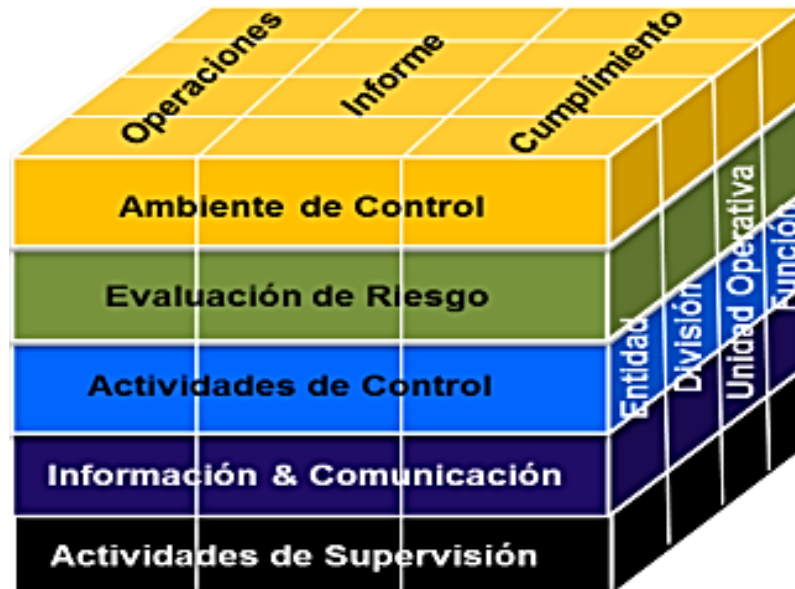 Operaciones
Informe
Cumplimiento
Ambiente de Control
Evaluación de Riesgo
Actividades de Control
Información & Comunicación
Actividades de Supervisión
Entidad
División
Unidad Operativa
Función